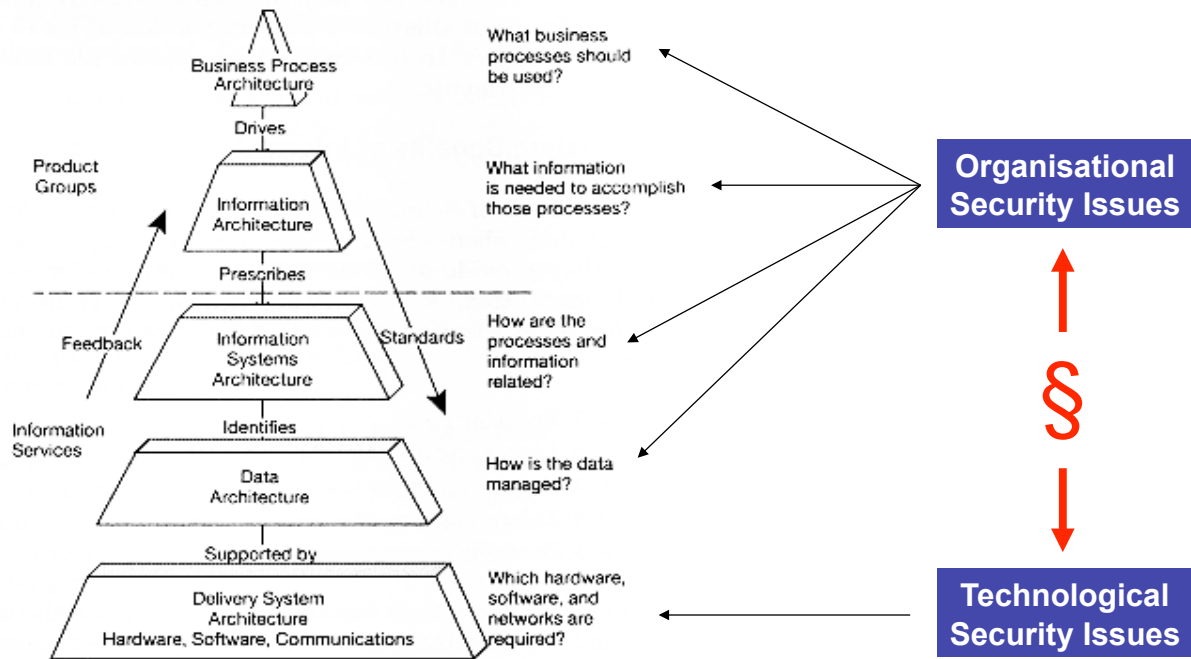 Business Process
Architecture
Drives
Product
Groups
Information
Architecture
Prescribes
Feedback
Standards
Information
Systems
Architecture
Information
Services
Identifies
Data
Architecture
Supported by
Delivery System
Architecture
Hardware, Software, Communications
What business
processes should
be used?
What information
is needed to accomplish
those processes?
How are the
processes and
information
related?
How is the data
managed?
Which hardware,
software, and
networks are
required?
Organisational
Security Issues
§
Technological
Security Issues